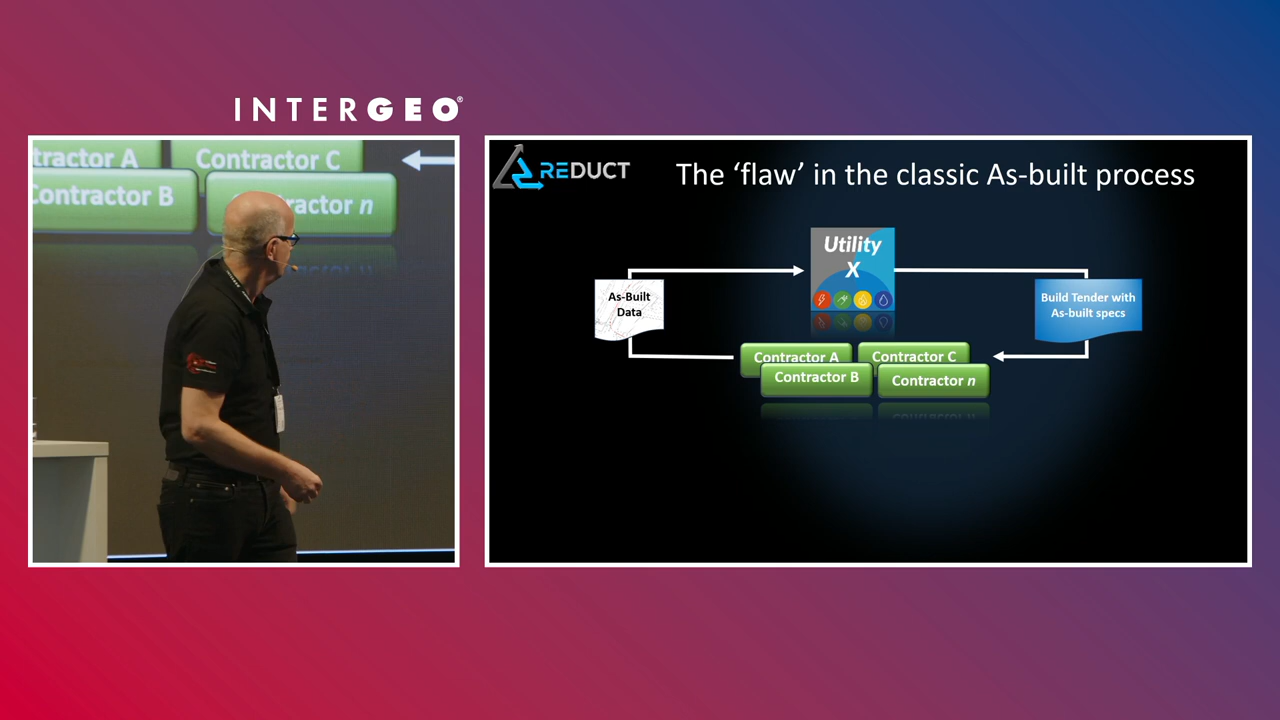 INTERGEO®
tractor A
Contractor C
Contractor B
ractor n
REDUCT
The ‘flaw’ in the classic As-built process
Utility
X
As-Built
Data
Build Tender with
As-built specs
Contractor A
Contractor C
Contractor B
Contractor n